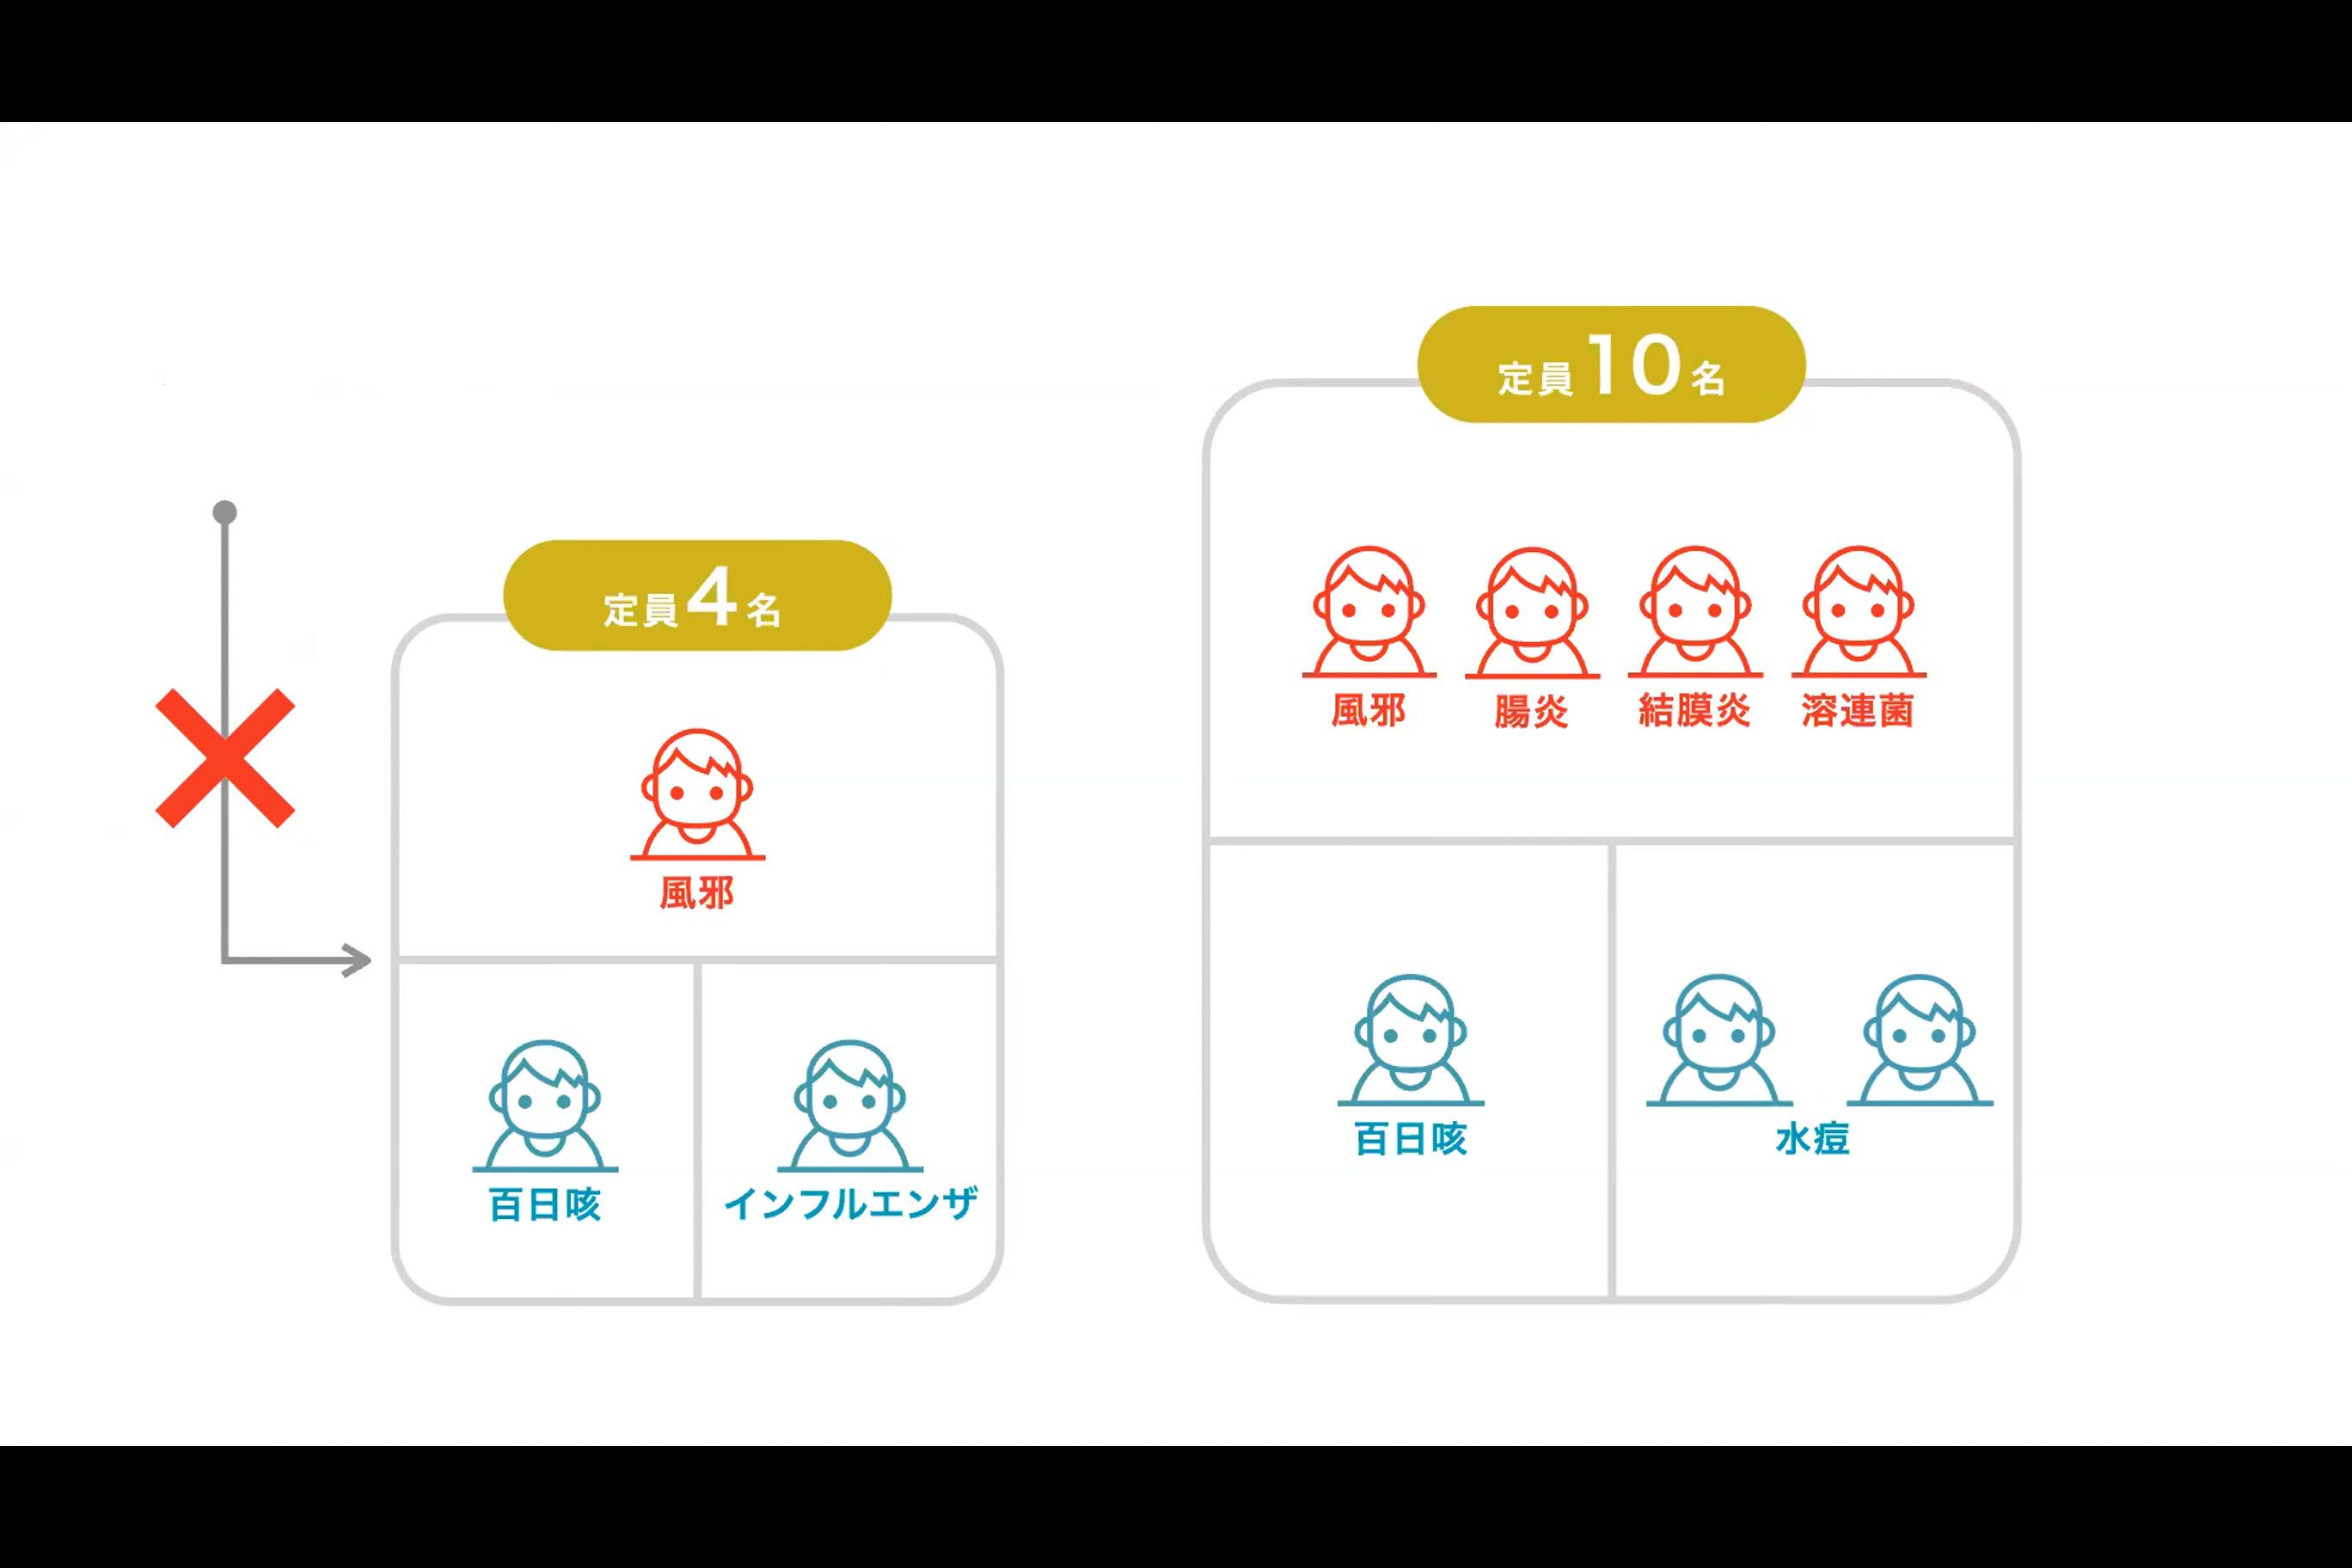 定員4名
風邪
百日咳
インフルエンザ
定員10名
風邪
腸炎
結膜炎
溶連菌
百日咳
水痘